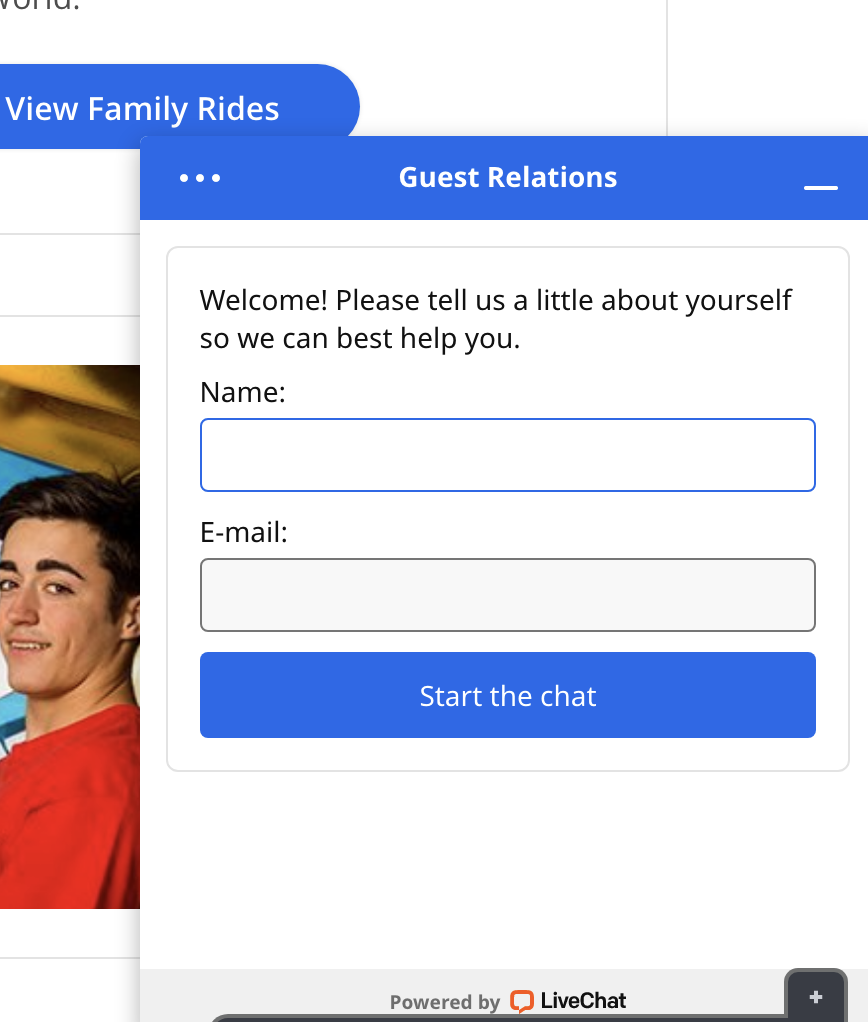 View Family Rides
Guest Relations
Welcome! Please tell us a little about yourself
so we can best help you.
Name:
E-mail:
Start the chat
Powered by LiveChat
+